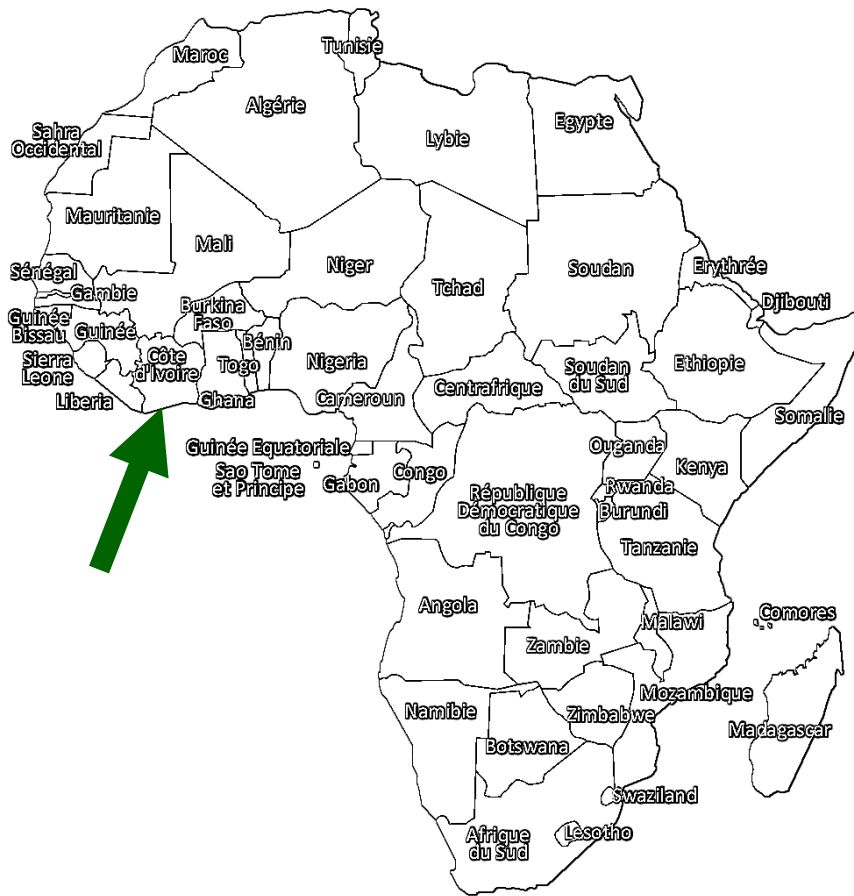 Maroc
Tunisie
Algérie
Lybie
Egypte
Sahra
Occidental
Mauritanie
Mali
Niger
Tchad
Soudan
Erythrée
Djibouti
Sénégal
Gambie
Guinée
Bissau
Guinée
Burkina
Faso
Bénin
Togo
Nigeria
Côte
d'Ivoire
Sierra
Leone
Liberia
Ghana
Cameroun
Centrafrique
Soudan
du Sud
Ethiopie
Somalie
Guinée Equatoriale
Sao Tome
et Principe
Gabon
Congo
Ouganda
Kenya
Rwanda
Burundi
République
Démocratique
du Congo
Tanzanie
Angola
Zambie
Malawi
Comores
Mozambique
Madagascar
Namibie
Zimbabwe
Botswana
Swaziland
Lesotho
Afrique
du Sud